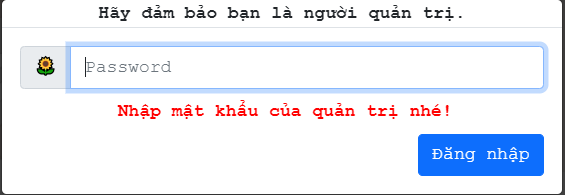 Hãy đảm bảo bạn là người quản trị.
Password
Nhập mật khẩu của quản trị nhé!
Đăng nhập